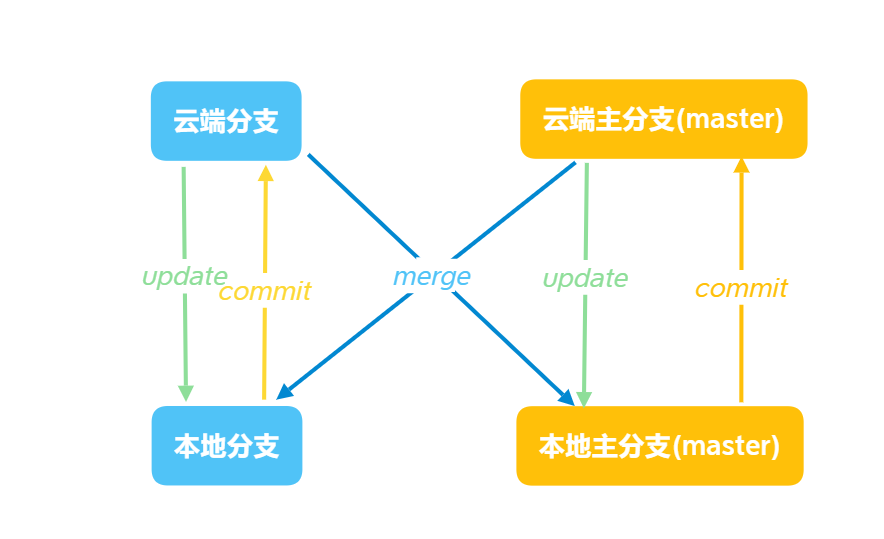 云端分支
云端主分支(master)
update
commit
merge
update
commit
本地分支
本地主分支(master)